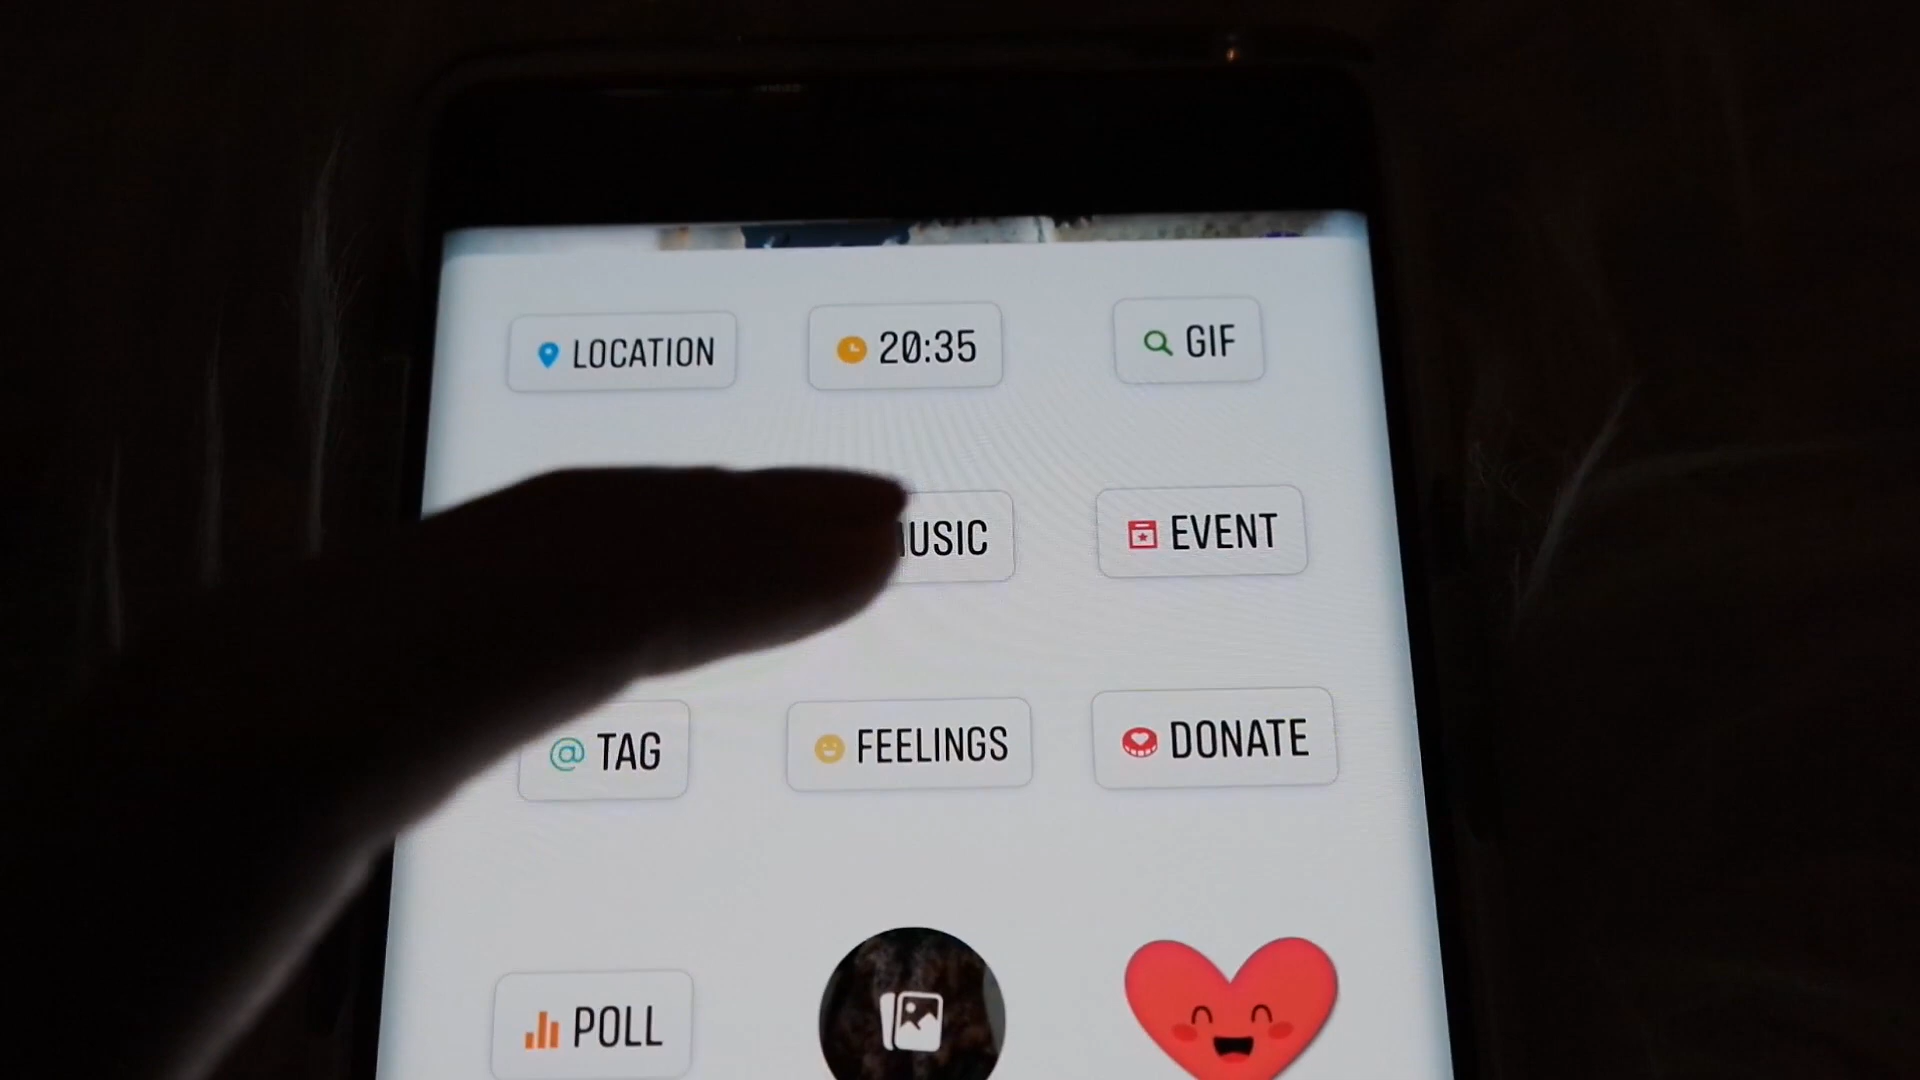 LOCATION
20:35
GIF
USIC
EVENT
@ TAG
FEELINGS
DONATE
POLL